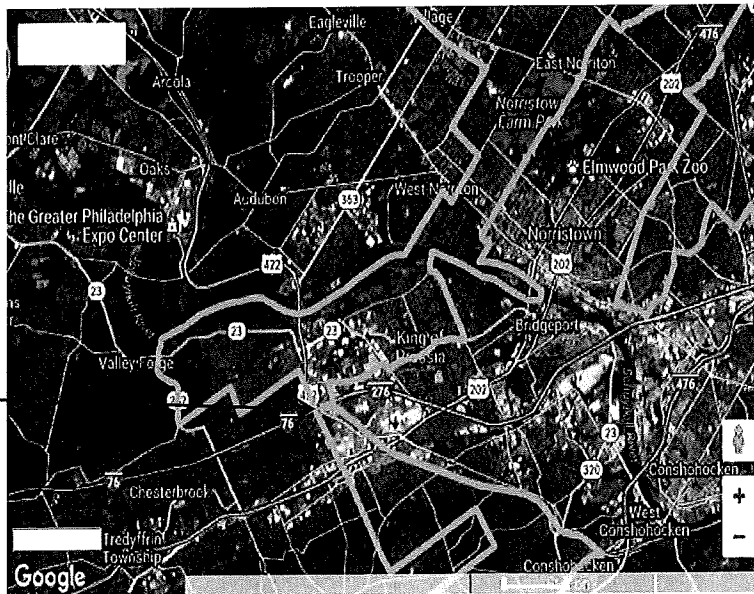 Eagleville
476
Trooper
East Norriton
202
Arcola
Norristow
Farm Park
Oaks
Elmwood Park Zoo
Audubon
West Norriton
363
The Greater Philadelphia
Expo Center
Norristown
422
202
23
23
23
Bridgeport
King of
Prussia
Valley Forge
276
202
476
76
23
76
320
Conshohocken
Chesterbrook
West
Conshohocken
Tredyffrin
Township
Conshohocken
Google
+
−